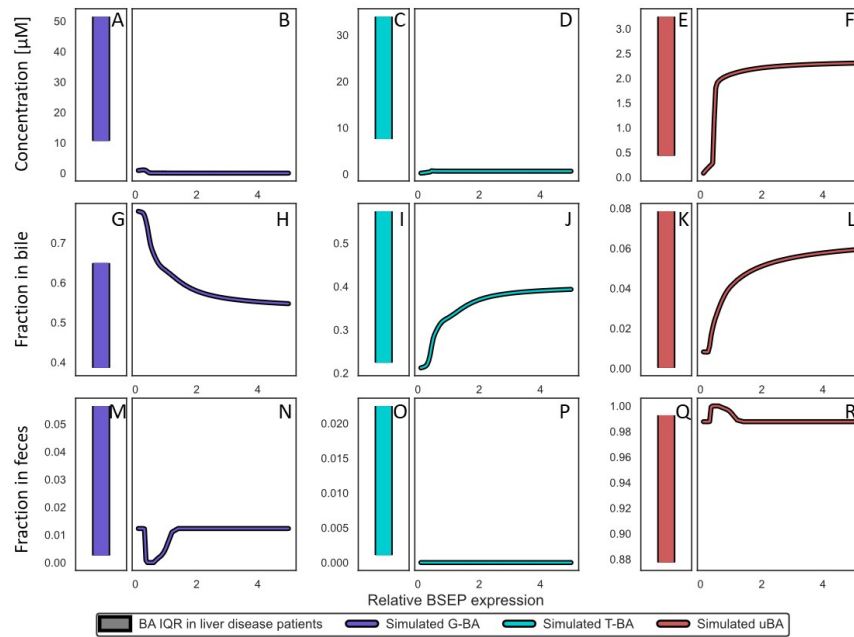 A B C D E F
Concentration [µM]
50 40 30 20 10 0
30 20 10 0
3.0 2.5 2.0 1.5 1.0 0.5 0.0
0 2 4 0 2 4 0 2 4
G H I J K L
Fraction in bile
0.7 0.6 0.5 0.4
0.5 0.4 0.3 0.2
0.08 0.06 0.04 0.02 0.00
0 2 4 0 2 4 0 2 4
M N O P Q R
Fraction in feces
0.05 0.04 0.03 0.02 0.01 0.00
0.020 0.015 0.010 0.005 0.000
1.00 0.98 0.96 0.94 0.92 0.90 0.88
0 2 4 0 2 4 0 2 4
Relative BSEP expression
BA IQR in liver disease patients Simulated G-BA Simulated T-BA Simulated uBA